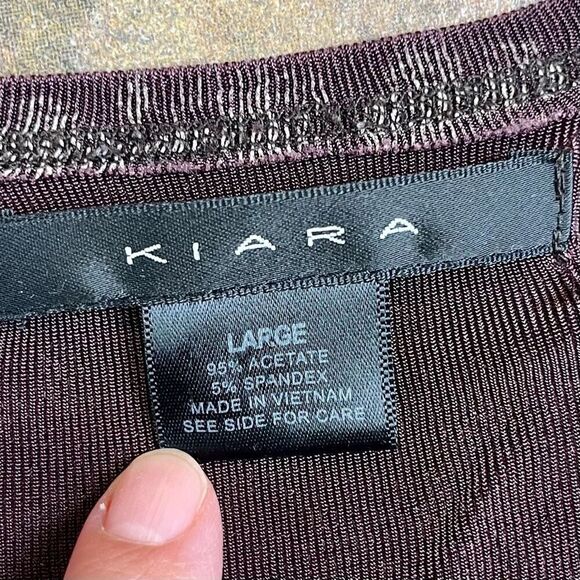 KIARA
LARGE
95% ACETATE
5% SPANDEX
MADE IN VIETNAM
SEE SIDE FOR CARE